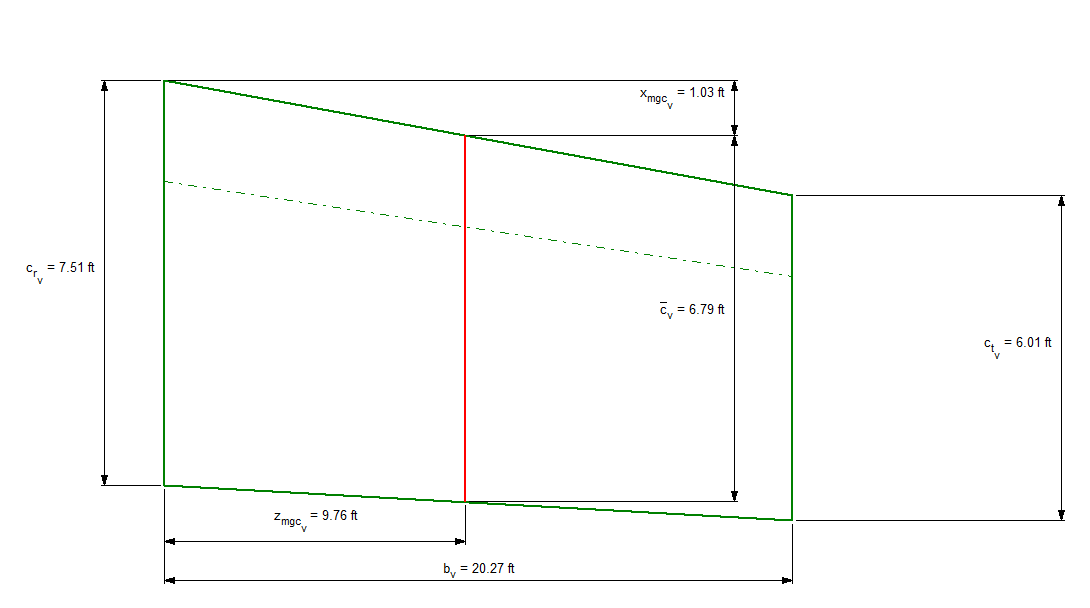 x_mgc_v = 1.03 ft
c_r_v = 7.51 ft
c̅_v = 6.79 ft
c_t_v = 6.01 ft
z_mgc_v = 9.76 ft
b_v = 20.27 ft